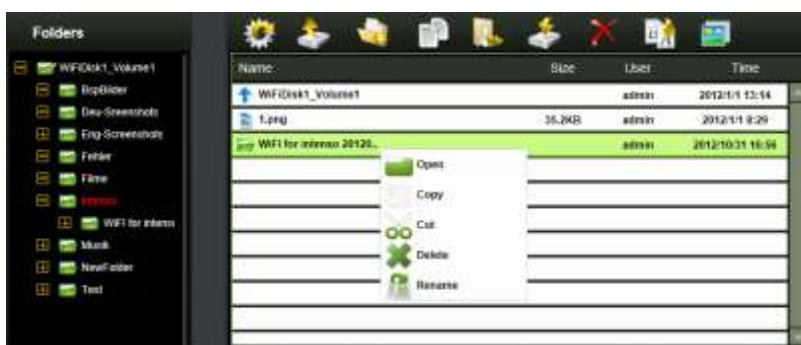 Folders
WiFiDisk1_Volume1
BspBilder
Deu-Sreenshots
Eng-Screenshots
Fehler
Filme
Intenso
WiFi for intenso
Musik
NewFolder
Test
Name Size User Time
WiFiDisk1_Volume1 admin 2012/1/1 13:14
1.png 35.2KB admin 2012/1/1 8:29
WiFi for intenso 20120... admin 2012/10/31 16:56
Open
Copy
Cut
Delete
Rename